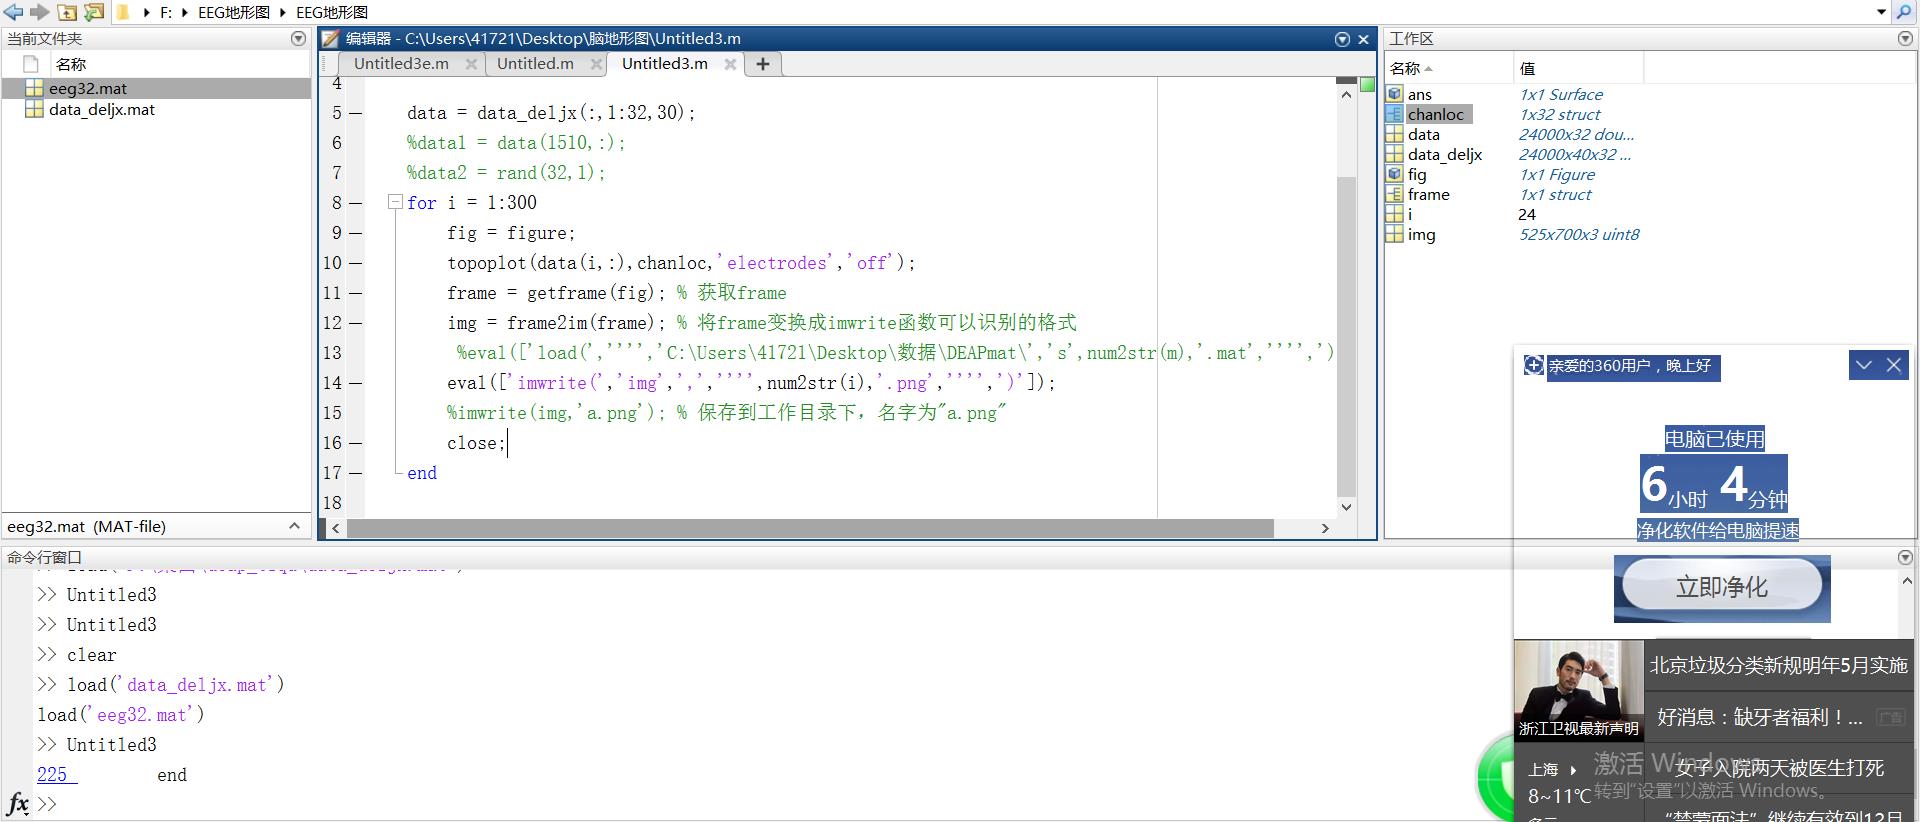 F: EEG地形图 EEG地形图
当前文件夹
名称
eeg32.mat
data_deljx.mat
eeg32.mat (MAT-file)
编辑器 - C:\Users\41721\Desktop\脑地形图\Untitled3.m
Untitled3e.m Untitled.m Untitled3.m +
4
5 — data = data_deljx(:,1:32,30);
6 %data1 = data(1510,:);
7 %data2 = rand(32,1);
8 — for i = 1:300
9 — fig = figure;
10 — topoplot(data(i,:),chanloc,'electrodes','off');
11 — frame = getframe(fig); % 获取frame
12 — img = frame2im(frame); % 将frame变换成imwrite函数可以识别的格式
13 %eval(['load(','''','C:\Users\41721\Desktop\数据\DEAPmat\','s',num2str(m),'.mat','''',')
14 — eval(['imwrite(','img',',','''',num2str(i),'.png','''',')']);
15 %imwrite(img,'a.png'); % 保存到工作目录下，名字为"a.png"
16 — close;
17 — end
18
工作区
名称 值
ans 1x1 Surface
chanloc 1x32 struct
data 24000x32 dou...
data_deljx 24000x40x32 ...
fig 1x1 Figure
frame 1x1 struct
i 24
img 525x700x3 uint8
命令行窗口
>> Untitled3
>> Untitled3
>> clear
>> load('data_deljx.mat')
load('eeg32.mat')
>> Untitled3
225 end
fx >>
亲爱的360用户，晚上好
电脑已使用
6小时 4分钟
净化软件给电脑提速
立即净化
浙江卫视最新声明
北京垃圾分类新规明年5月实施
好消息：缺牙者福利！...
广告
女子入院两天被医生打死
"禁蒙面法"继续有效到12月
上海
8~11℃
激活 Windows
转到"设置"以激活 Windows。